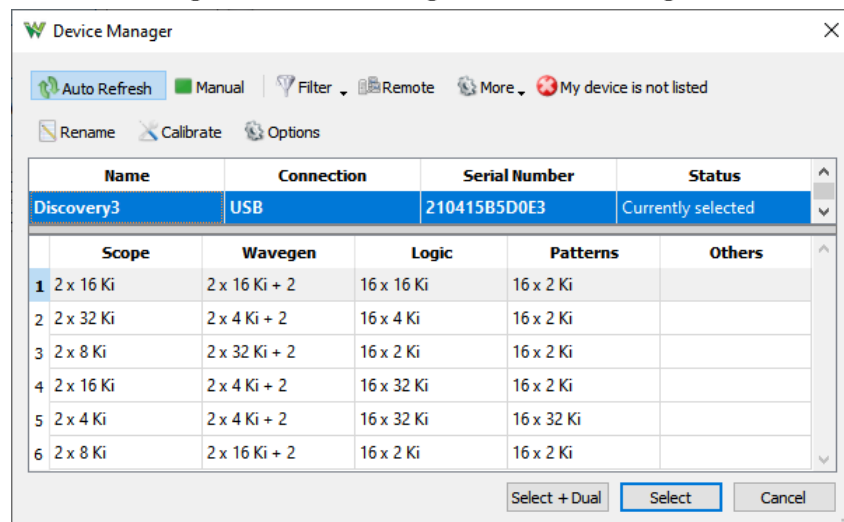 Device Manager
Auto Refresh Manual Filter Remote More My device is not listed
Rename Calibrate Options
Name Connection Serial Number Status
Discovery3 USB 210415B5D0E3 Currently selected
Scope Wavegen Logic Patterns Others
1 2 x 16 Ki 2 x 16 Ki + 2 16 x 16 Ki 16 x 2 Ki
2 2 x 32 Ki 2 x 4 Ki + 2 16 x 4 Ki 16 x 2 Ki
3 2 x 8 Ki 2 x 32 Ki + 2 16 x 2 Ki 16 x 2 Ki
4 2 x 16 Ki 2 x 4 Ki + 2 16 x 32 Ki 16 x 2 Ki
5 2 x 4 Ki 2 x 4 Ki + 2 16 x 32 Ki 16 x 32 Ki
6 2 x 8 Ki 2 x 16 Ki + 2 16 x 2 Ki 16 x 2 Ki
Select + Dual Select Cancel